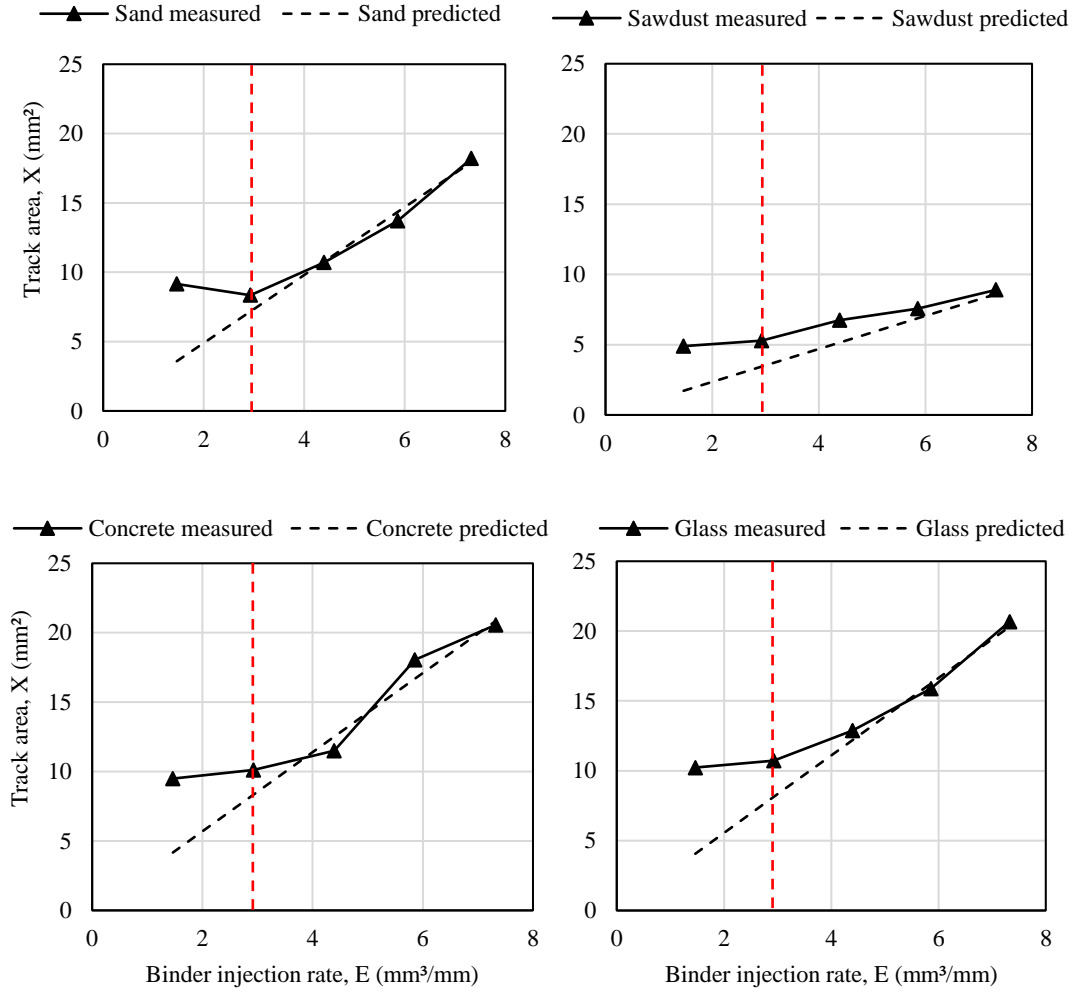 Sand measured Sand predicted
Sawdust measured Sawdust predicted
25
20
15
10
5
0
0 2 4 6 8
Track area, X (mm²)
25
20
15
10
5
0
0 2 4 6 8
Concrete measured Concrete predicted
Glass measured Glass predicted
25
20
15
10
5
0
0 2 4 6 8
Track area, X (mm²)
Binder injection rate, E (mm³/mm)
25
20
15
10
5
0
0 2 4 6 8
Binder injection rate, E (mm³/mm)